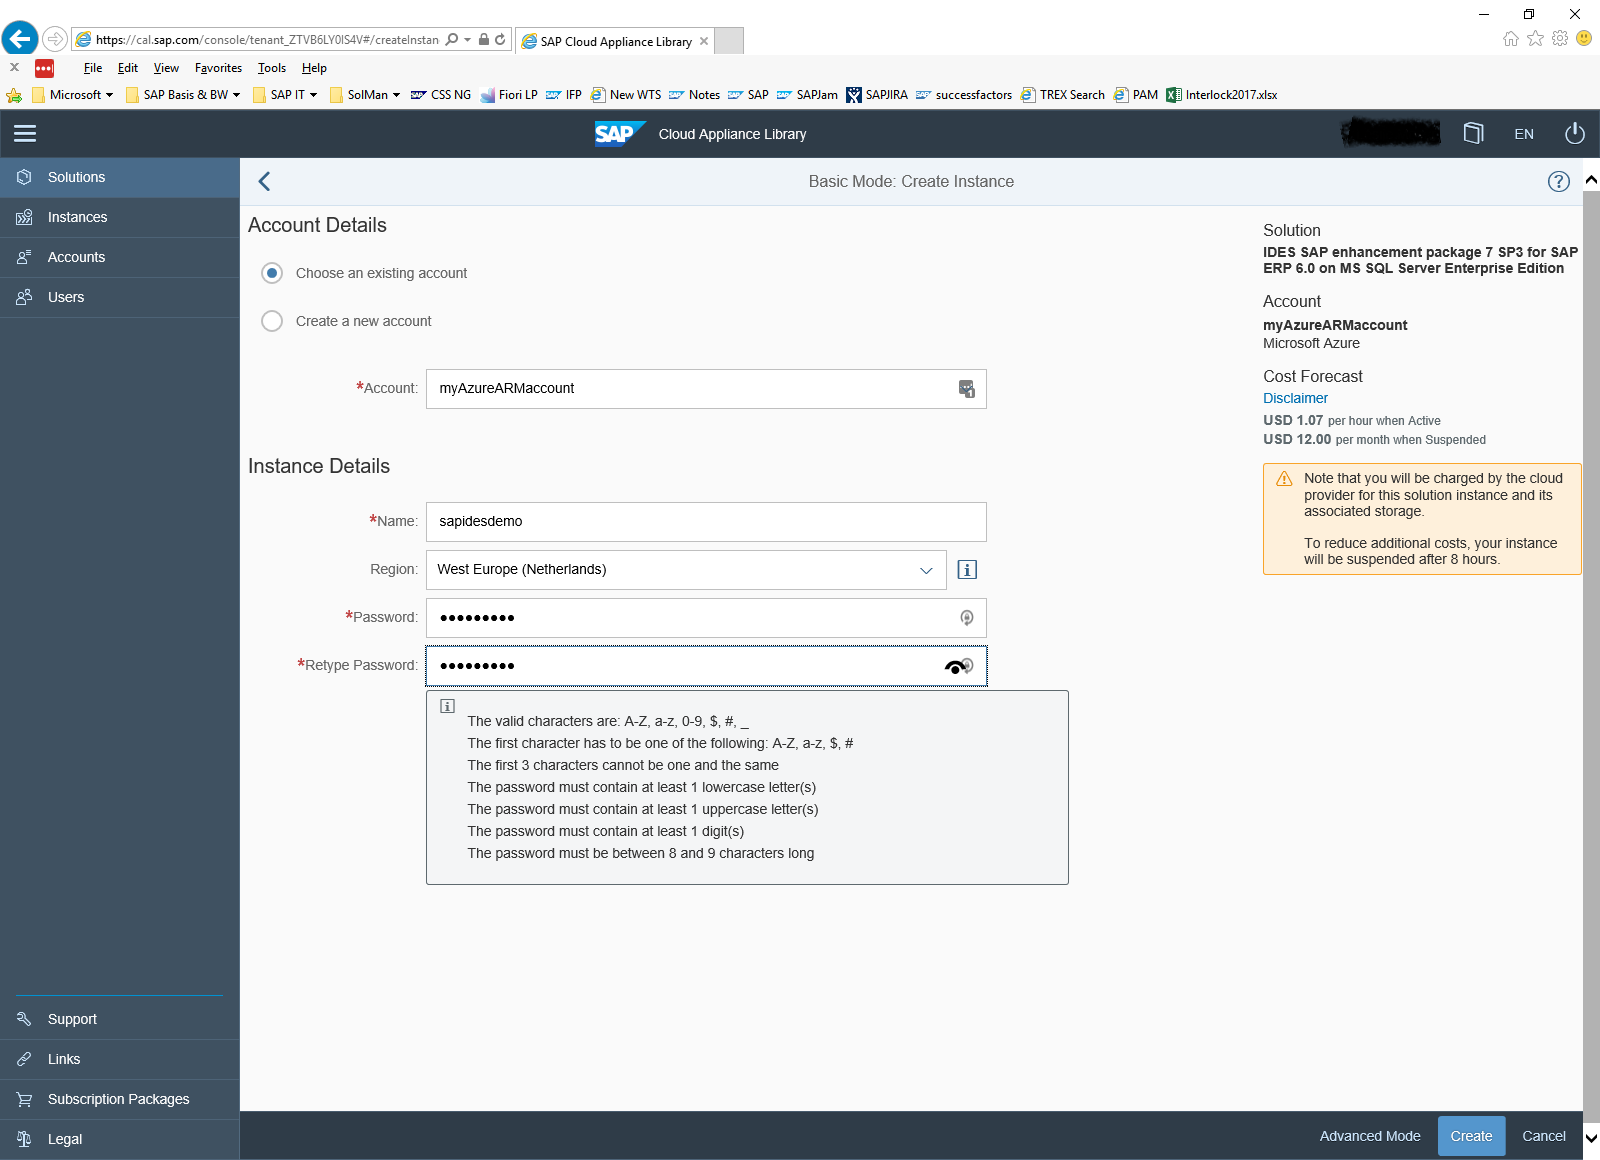 https://cal.sap.com/console/tenant_ZTVB6LY0IS4V#/createInstan
SAP Cloud Appliance Library
File Edit View Favorites Tools Help
Microsoft SAP Basis & BW SAP IT SolMan CSS NG Fiori LP IFP New WTS Notes SAP SAPJam SAPJIRA successfactors TREX Search PAM Interlock2017.xlsx
SAP Cloud Appliance Library
EN
Solutions
Instances
Accounts
Users
Support
Links
Subscription Packages
Legal
Basic Mode: Create Instance
Account Details
Choose an existing account
Create a new account
*Account: myAzureARMaccount
Instance Details
*Name: sapidesdemo
Region: West Europe (Netherlands)
*Password: •••••••••
*Retype Password: •••••••••
The valid characters are: A-Z, a-z, 0-9, $, #, _
The first character has to be one of the following: A-Z, a-z, $, #
The first 3 characters cannot be one and the same
The password must contain at least 1 lowercase letter(s)
The password must contain at least 1 uppercase letter(s)
The password must contain at least 1 digit(s)
The password must be between 8 and 9 characters long
Solution
IDES SAP enhancement package 7 SP3 for SAP
ERP 6.0 on MS SQL Server Enterprise Edition
Account
myAzureARMaccount
Microsoft Azure
Cost Forecast
Disclaimer
USD 1.07 per hour when Active
USD 12.00 per month when Suspended
Note that you will be charged by the cloud
provider for this solution instance and its
associated storage.
To reduce additional costs, your instance
will be suspended after 8 hours.
Advanced Mode Create Cancel